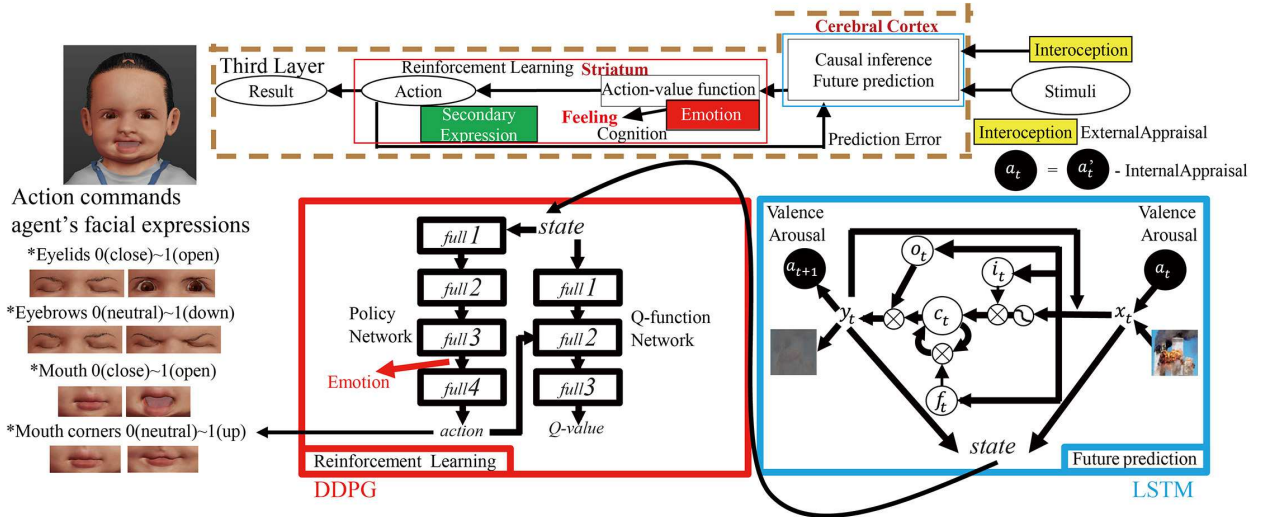 Cerebral Cortex
Third Layer
Reinforcement Learning
Striatum
Result
Action
Action-value function
Causal inference
Future prediction
Interoception
Stimuli
Secondary
Expression
Feeling
Emotion
Cognition
Prediction Error
Interoception ExternalAppraisal
a_t = a_t' - InternalAppraisal
Action commands
agent's facial expressions
*Eyelids 0(close)~1(open)
*Eyebrows 0(neutral)~1(down)
*Mouth 0(close)~1(open)
*Mouth corners 0(neutral)~1(up)
full 1
state
full 2
full 1
Policy
Network
full 3
full 2
Q-function
Network
Emotion
full 4
full 3
action
Q-value
Reinforcement Learning
DDPG
Valence
Arousal
Valence
Arousal
a_{t+1}
o_t
i_t
a_t
y_t
c_t
x_t
f_t
state
Future prediction
LSTM